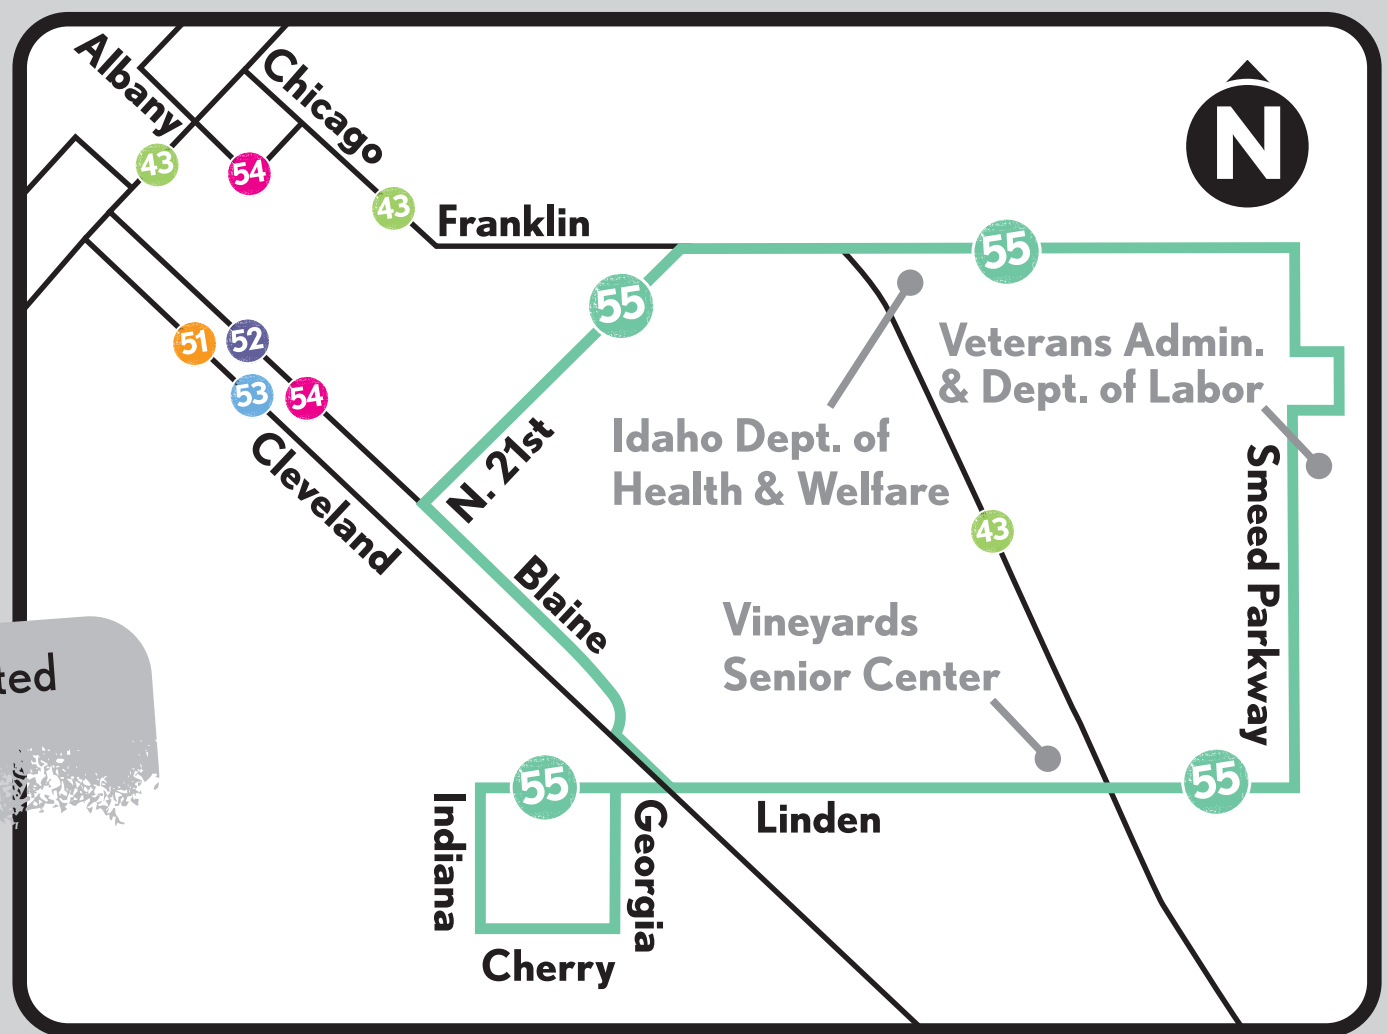 Albany
Chicago
N
43
54
43
Franklin
55
55
51
52
53
54
Veterans Admin.
& Dept. of Labor
Idaho Dept. of
Health & Welfare
Cleveland
N. 21st
Smeed Parkway
43
Blaine
Vineyards
Senior Center
ted
55
55
Indiana
Georgia
Linden
Cherry